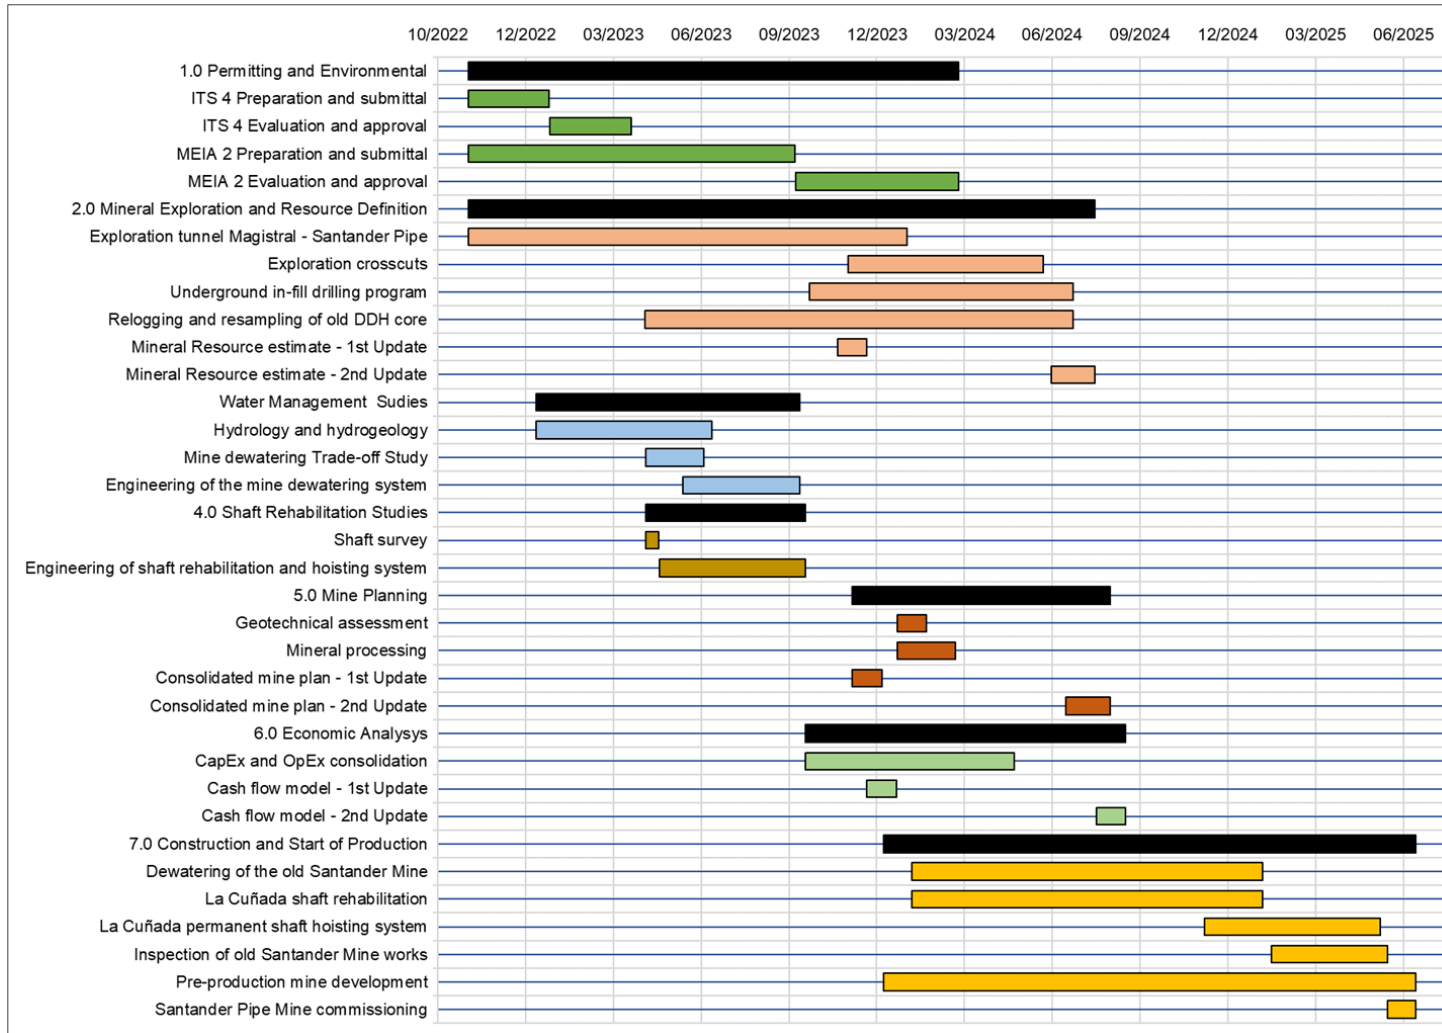 10/2022 12/2022 03/2023 06/2023 09/2023 12/2023 03/2024 06/2024 09/2024 12/2024 03/2025 06/2025
1.0 Permitting and Environmental
ITS 4 Preparation and submittal
ITS 4 Evaluation and approval
MEIA 2 Preparation and submittal
MEIA 2 Evaluation and approval
2.0 Mineral Exploration and Resource Definition
Exploration tunnel Magistral - Santander Pipe
Exploration crosscuts
Underground in-fill drilling program
Relogging and resampling of old DDH core
Mineral Resource estimate - 1st Update
Mineral Resource estimate - 2nd Update
Water Management Sudies
Hydrology and hydrogeology
Mine dewatering Trade-off Study
Engineering of the mine dewatering system
4.0 Shaft Rehabilitation Studies
Shaft survey
Engineering of shaft rehabilitation and hoisting system
5.0 Mine Planning
Geotechnical assessment
Mineral processing
Consolidated mine plan - 1st Update
Consolidated mine plan - 2nd Update
6.0 Economic Analysys
CapEx and OpEx consolidation
Cash flow model - 1st Update
Cash flow model - 2nd Update
7.0 Construction and Start of Production
Dewatering of the old Santander Mine
La Cuñada shaft rehabilitation
La Cuñada permanent shaft hoisting system
Inspection of old Santander Mine works
Pre-production mine development
Santander Pipe Mine commissioning